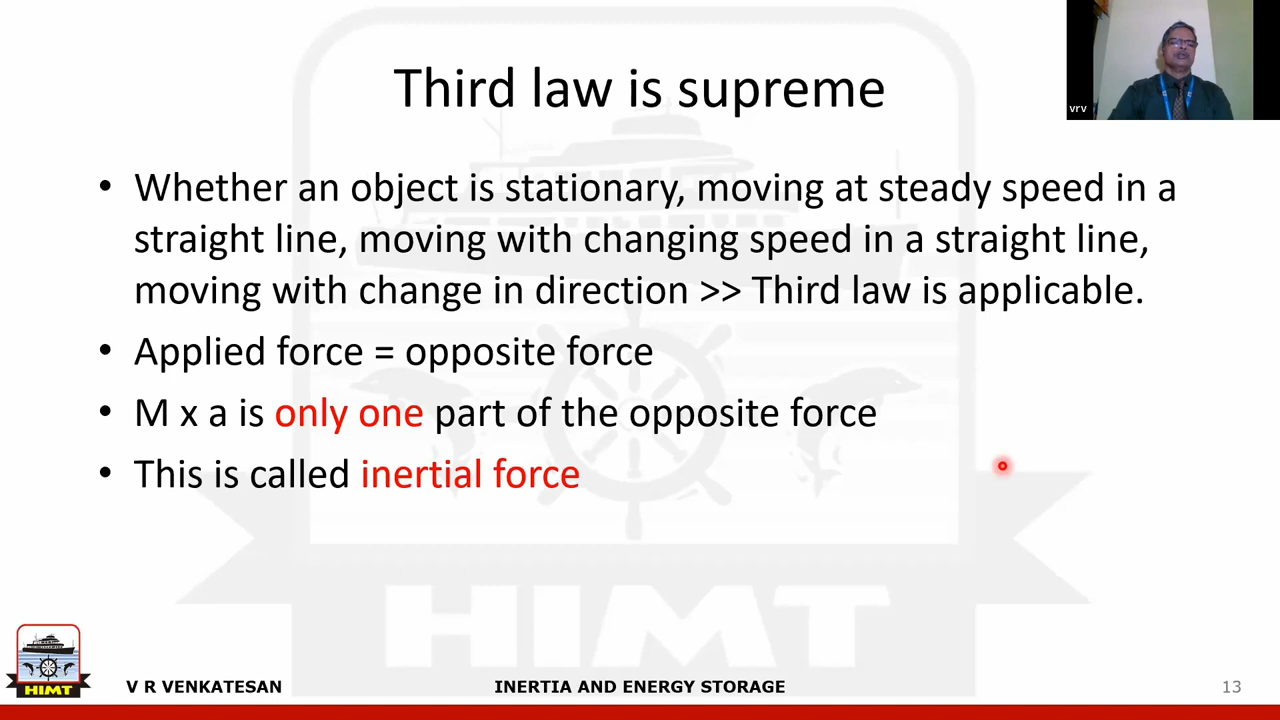 Third law is supreme
vrv
• Whether an object is stationary, moving at steady speed in a
straight line, moving with changing speed in a straight line,
moving with change in direction >> Third law is applicable.
• Applied force = opposite force
• M x a is only one part of the opposite force
• This is called inertial force
HIMT
HIMT
V R VENKATESAN
INERTIA AND ENERGY STORAGE
13